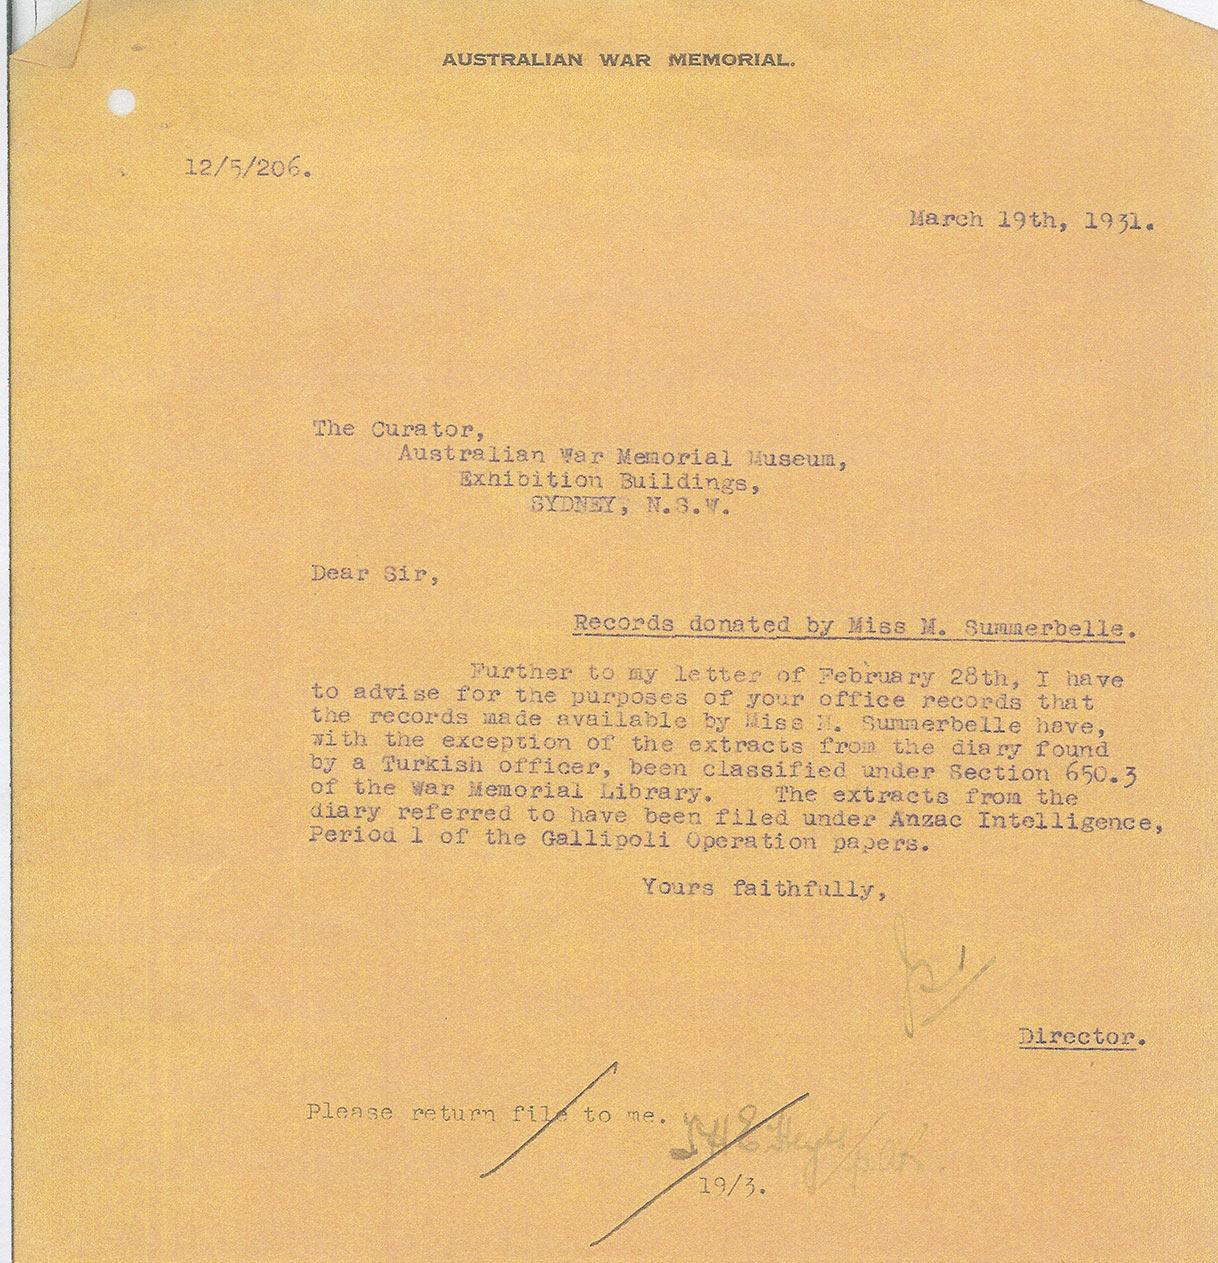 AUSTRALIAN WAR MEMORIAL.
12/5/206.
March 19th, 1931.
The Curator,
Australian War Memorial Museum,
Exhibition Buildings,
SYDNEY, N.S.W.
Dear Sir,
Records donated by Miss M. Summerbelle.
Further to my letter of February 28th, I have
to advise for the purposes of your office records that
the records made available by Miss M. Summerbelle have,
with the exception of the extracts from the diary found
by a Turkish officer, been classified under Section 650.3
of the War Memorial Library. The extracts from the
diary referred to have been filed under Anzac Intelligence,
Period 1 of the Gallipoli Operation papers.
Yours faithfully,
Director.
Please return file to me.
19/3.